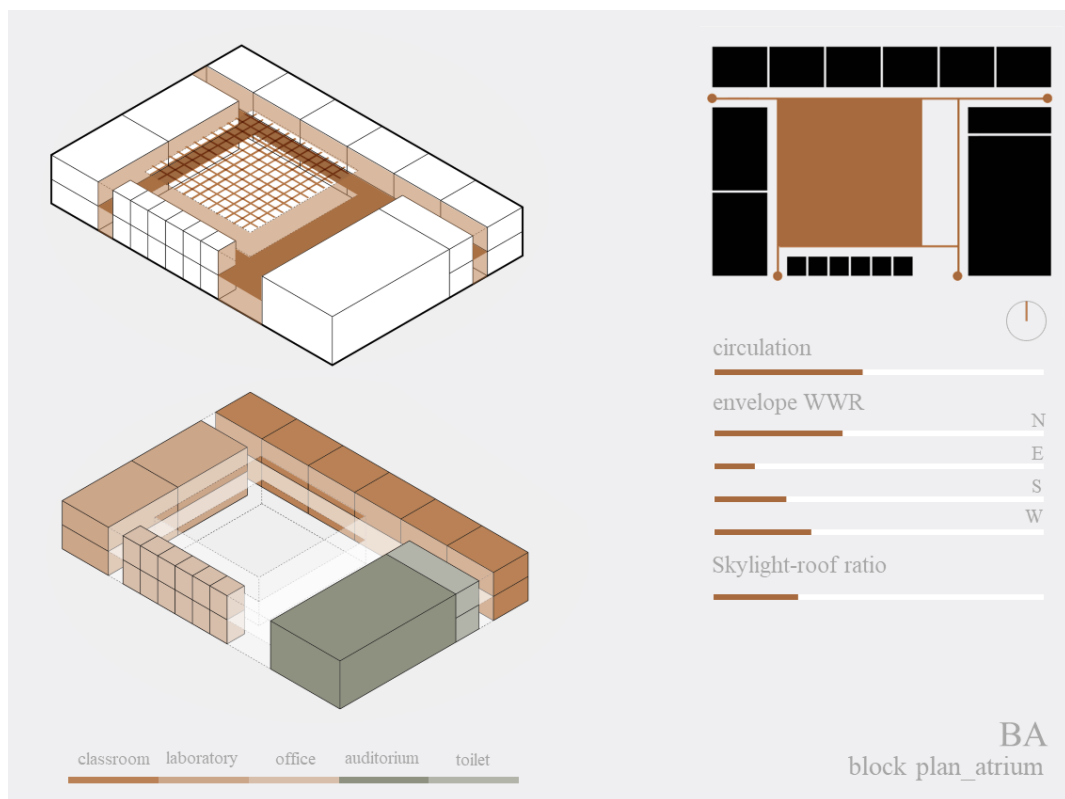 circulation
envelope WWR
N
E
S
W
Skylight-roof ratio
classroom laboratory office auditorium toilet
BA
block plan_atrium